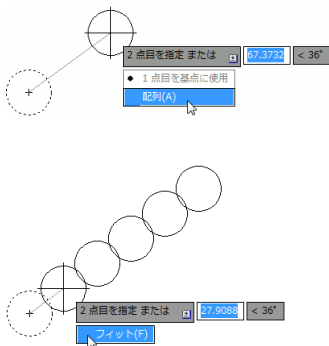 2 点目を指定 または 67.3732 < 36°
1 点目を基点に使用
配列(A)
2 点目を指定 または 27.9088 < 36°
フィット(F)